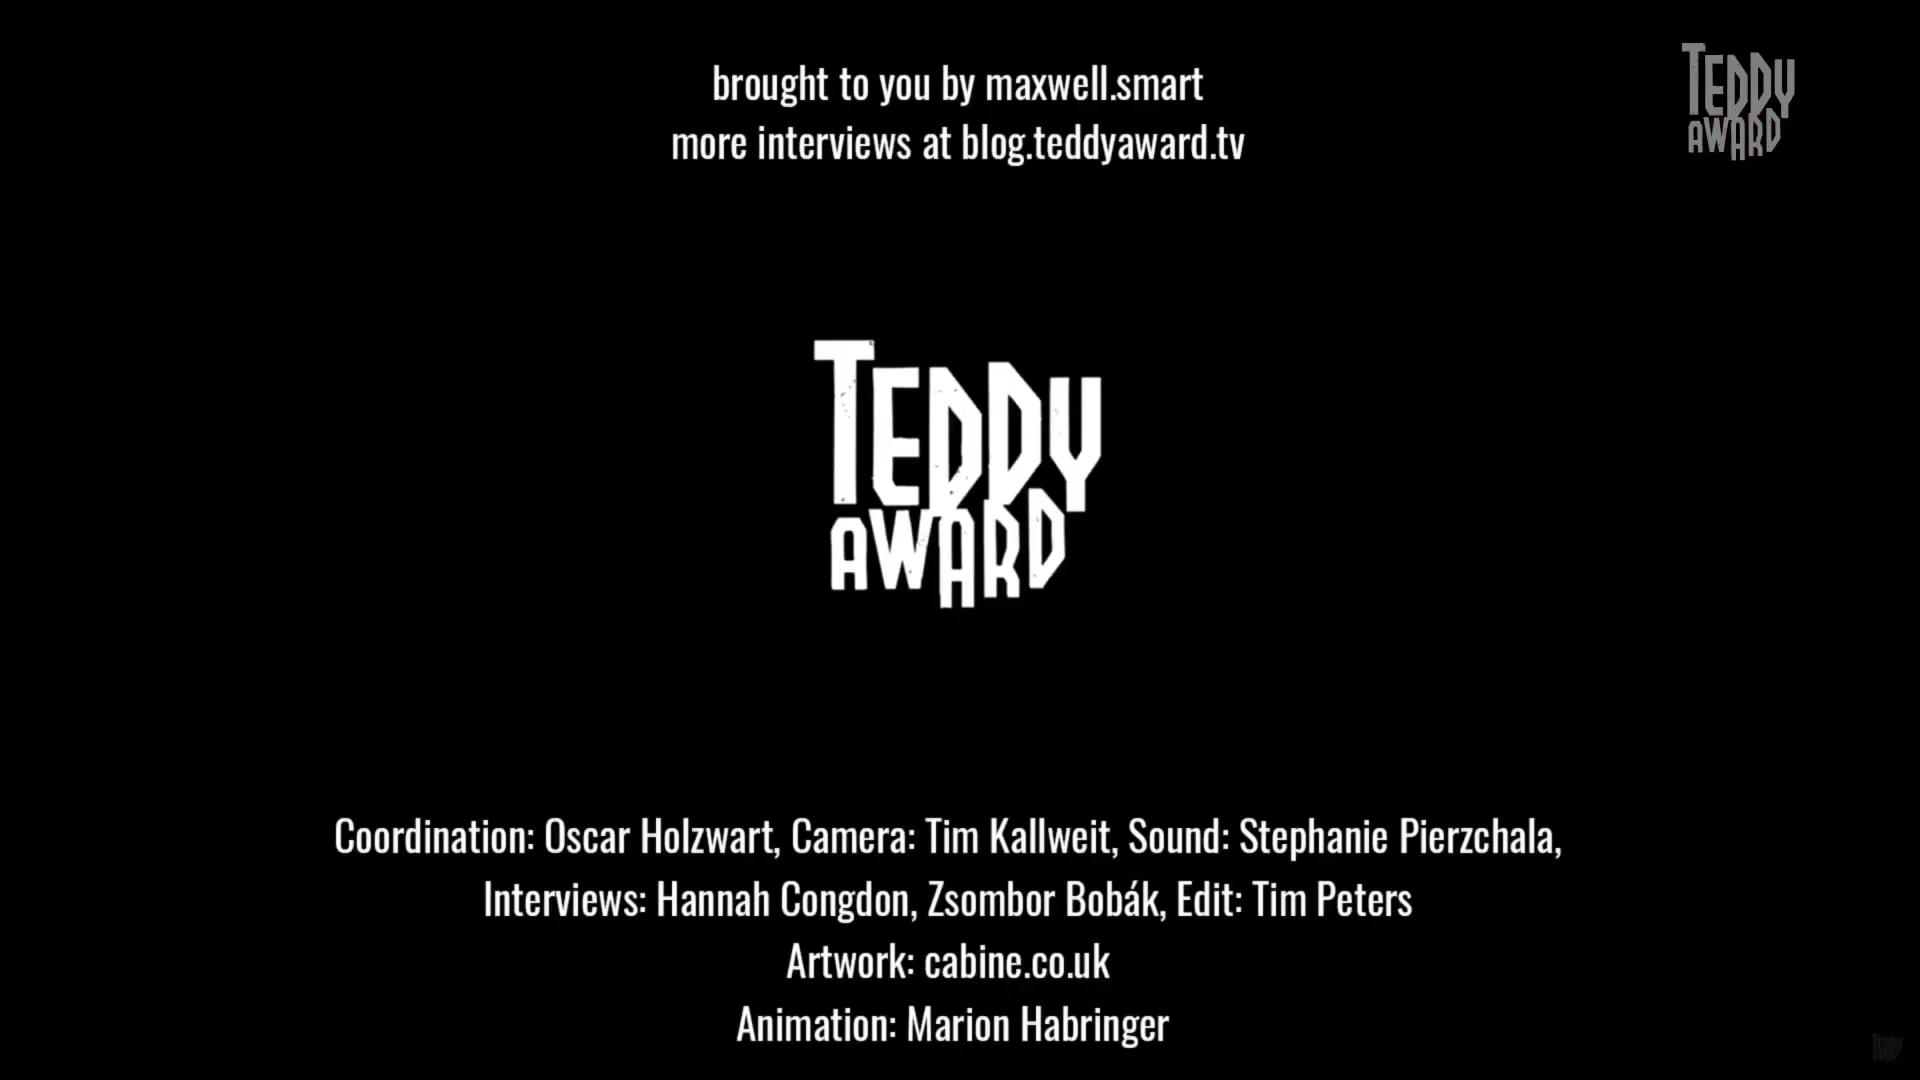 brought to you by maxwell.smart
more interviews at blog.teddyaward.tv
TEDDY
AWARD
TEDDY
AWARD
Coordination: Oscar Holzwart, Camera: Tim Kallweit, Sound: Stephanie Pierzchala,
Interviews: Hannah Congdon, Zsombor Bobák, Edit: Tim Peters
Artwork: cabine.co.uk
Animation: Marion Habringer